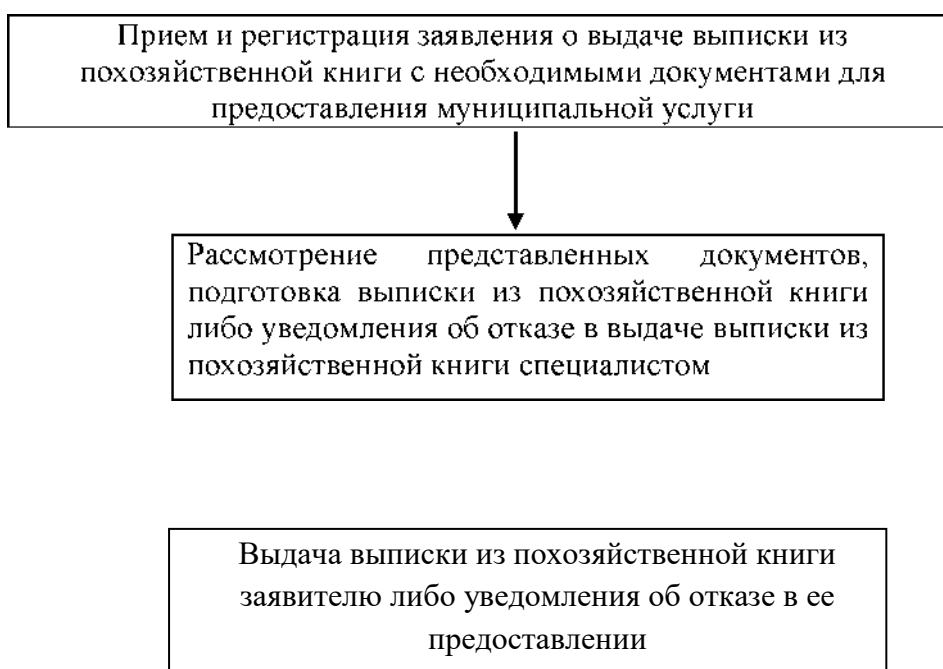 Прием и регистрация заявления о выдаче выписки из
похозяйственной книги с необходимыми документами для
предоставления муниципальной услуги
Рассмотрение представленных документов,
подготовка выписки из похозяйственной книги
либо уведомления об отказе в выдаче выписки из
похозяйственной книги специалистом
Выдача выписки из похозяйственной книги
заявителю либо уведомления об отказе в ее
предоставлении